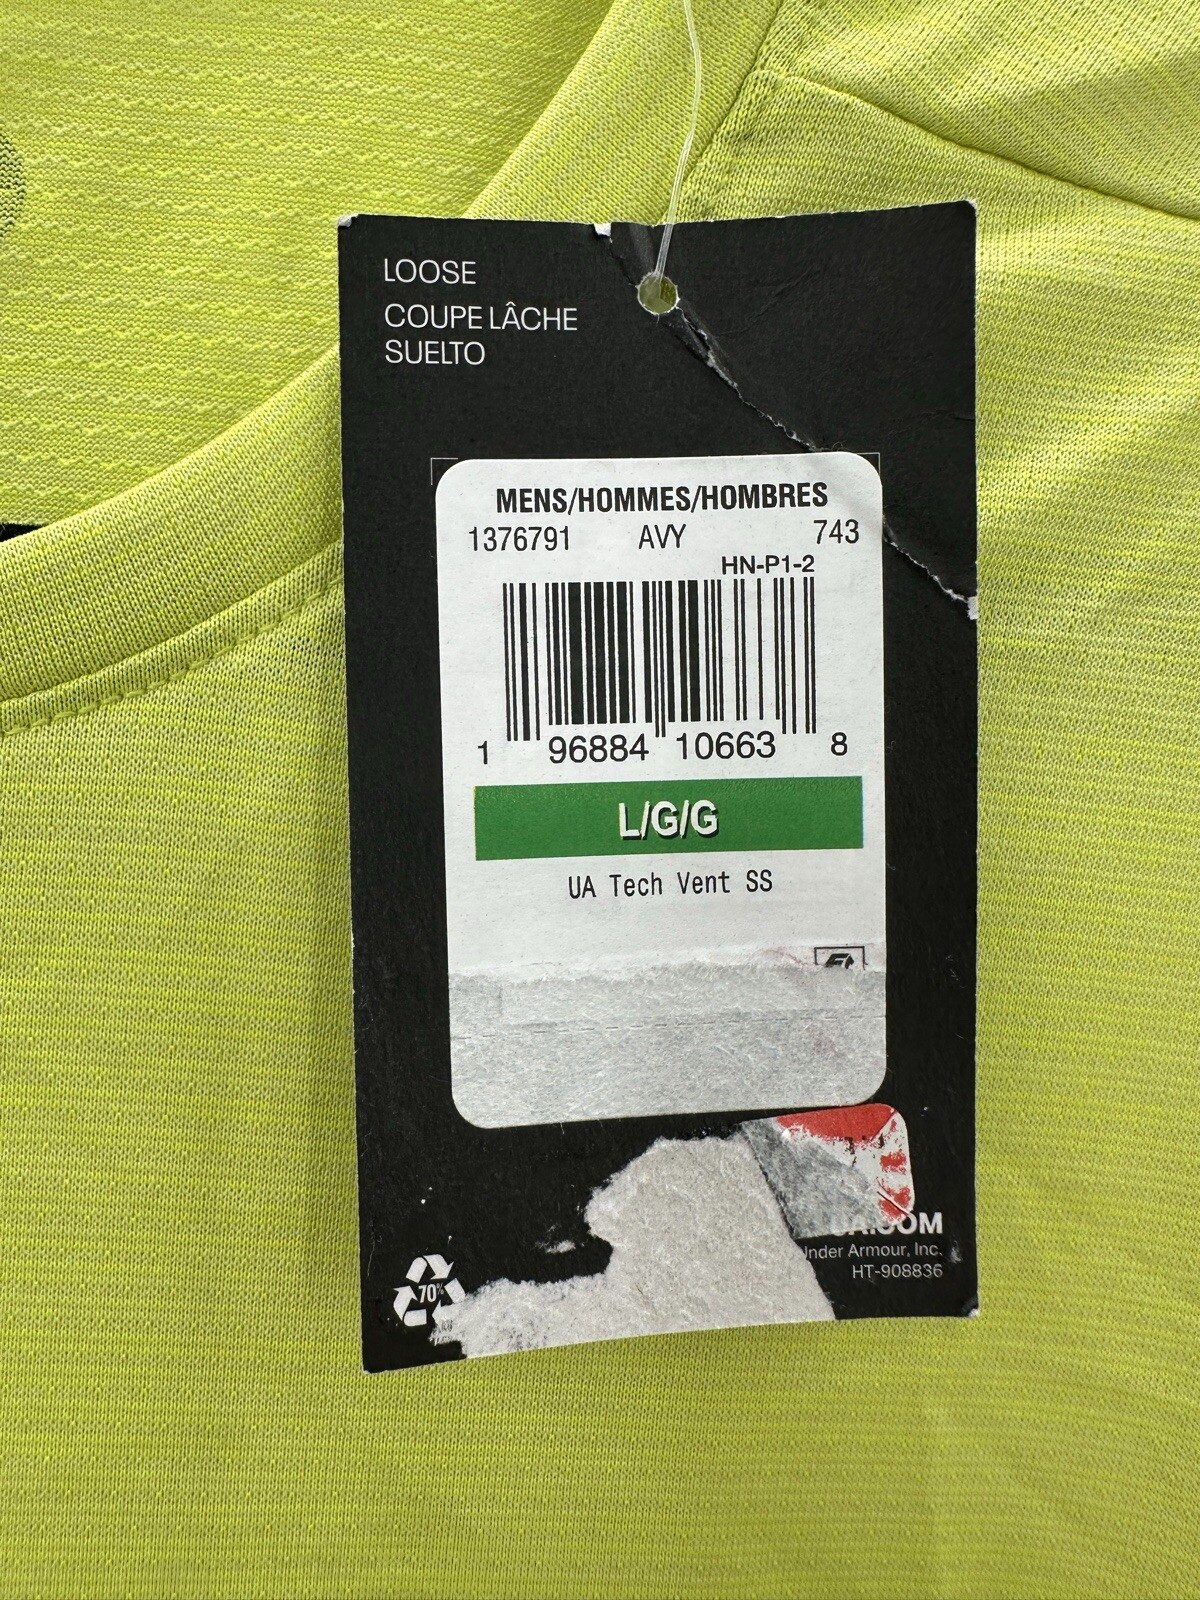 LOOSE
COUPE LÂCHE
SUELTO
MENS/HOMMES/HOMBRES
1376791 AVY 743
HN-P1-2
1 96884 10663 8
L/G/G
UA Tech Vent SS
70%
UA.COM
Under Armour, Inc.
HT-908836